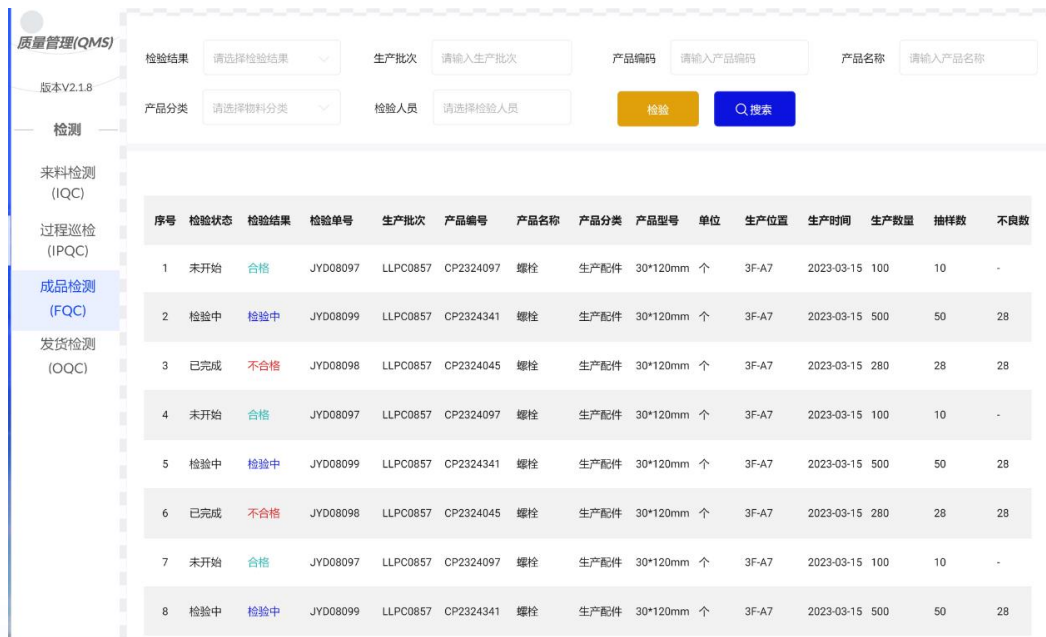 质量管理(QMS)
版本V2.1.8
检测
来料检测
(IQC)
过程巡检
(IPQC)
成品检测
(FQC)
发货检测
(OQC)
检验结果 请选择检验结果 生产批次 请输入生产批次 产品编码 请输入产品编码 产品名称 请输入产品名称
产品分类 请选择物料分类 检验人员 请选择检验人员 检验 搜索
序号 检验状态 检验结果 检验单号 生产批次 产品编号 产品名称 产品分类 产品型号 单位 生产位置 生产时间 生产数量 抽样数 不良数
1 未开始 合格 JYD08097 LLPC0857 CP2324097 螺栓 生产配件 30*120mm 个 3F-A7 2023-03-15 100 10 -
2 检验中 检验中 JYD08099 LLPC0857 CP2324341 螺栓 生产配件 30*120mm 个 3F-A7 2023-03-15 500 50 28
3 已完成 不合格 JYD08098 LLPC0857 CP2324045 螺栓 生产配件 30*120mm 个 3F-A7 2023-03-15 280 28 28
4 未开始 合格 JYD08097 LLPC0857 CP2324097 螺栓 生产配件 30*120mm 个 3F-A7 2023-03-15 100 10 -
5 检验中 检验中 JYD08099 LLPC0857 CP2324341 螺栓 生产配件 30*120mm 个 3F-A7 2023-03-15 500 50 28
6 已完成 不合格 JYD08098 LLPC0857 CP2324045 螺栓 生产配件 30*120mm 个 3F-A7 2023-03-15 280 28 28
7 未开始 合格 JYD08097 LLPC0857 CP2324097 螺栓 生产配件 30*120mm 个 3F-A7 2023-03-15 100 10 -
8 检验中 检验中 JYD08099 LLPC0857 CP2324341 螺栓 生产配件 30*120mm 个 3F-A7 2023-03-15 500 50 28